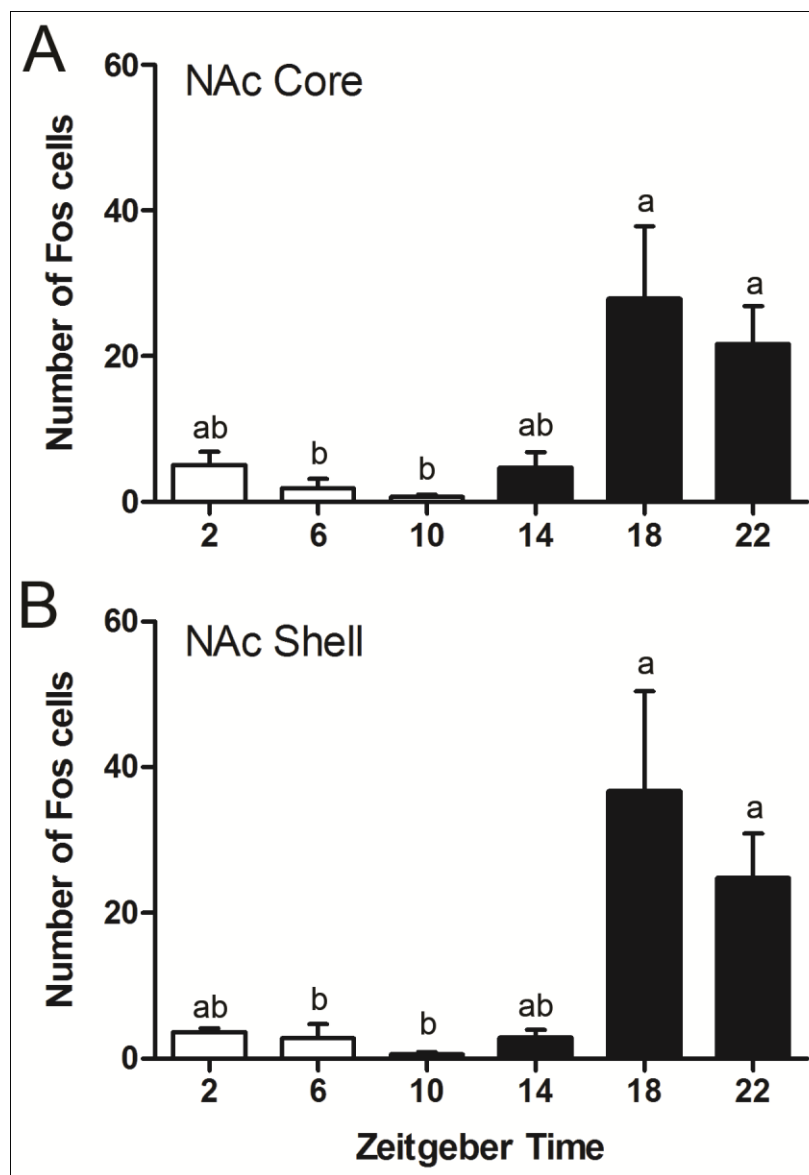 A
NAc Core
Number of Fos cells
60
40
20
0
ab
b
b
ab
a
a
2 6 10 14 18 22
B
NAc Shell
Number of Fos cells
60
40
20
0
ab
b
b
ab
a
a
2 6 10 14 18 22
Zeitgeber Time